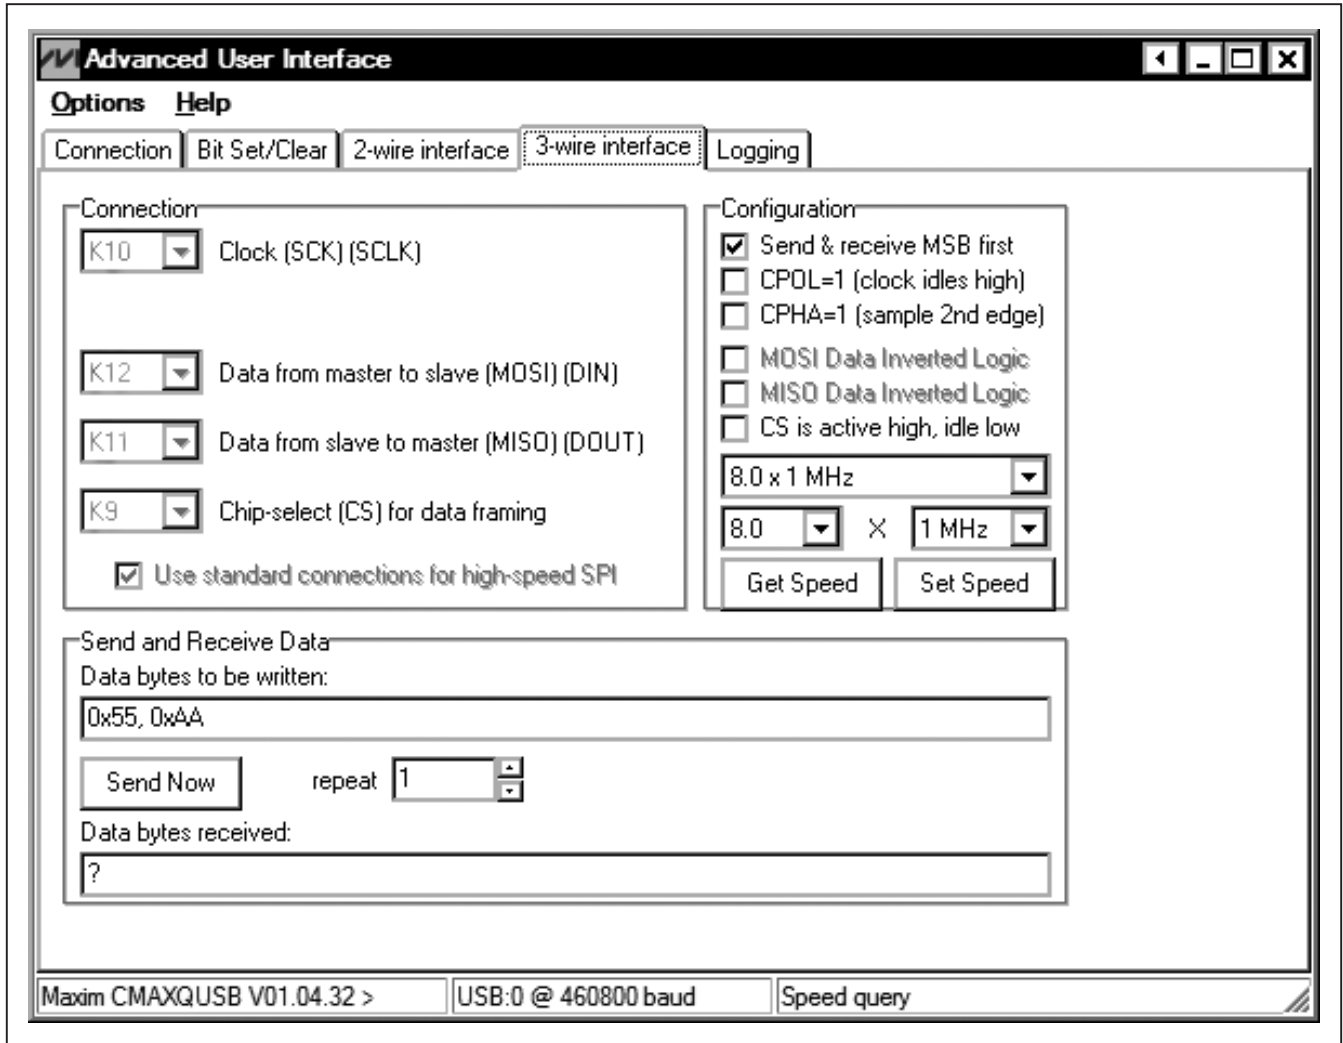 Advanced User Interface
Options Help
Connection Bit Set/Clear 2-wire interface 3-wire interface Logging
Connection
K10 Clock (SCK) (SCLK)
K12 Data from master to slave (MOSI) (DIN)
K11 Data from slave to master (MISO) (DOUT)
K9 Chip-select (CS) for data framing
Use standard connections for high-speed SPI
Configuration
Send & receive MSB first
CPOL=1 (clock idles high)
CPHA=1 (sample 2nd edge)
MOSI Data Inverted Logic
MISO Data Inverted Logic
CS is active high, idle low
8.0 x 1 MHz
8.0 X 1 MHz
Get Speed Set Speed
Send and Receive Data
Data bytes to be written:
0x55, 0xAA
Send Now repeat 1
Data bytes received:
?
Maxim CMAXQUSB V01.04.32 > USB:0 @ 460800 baud Speed query